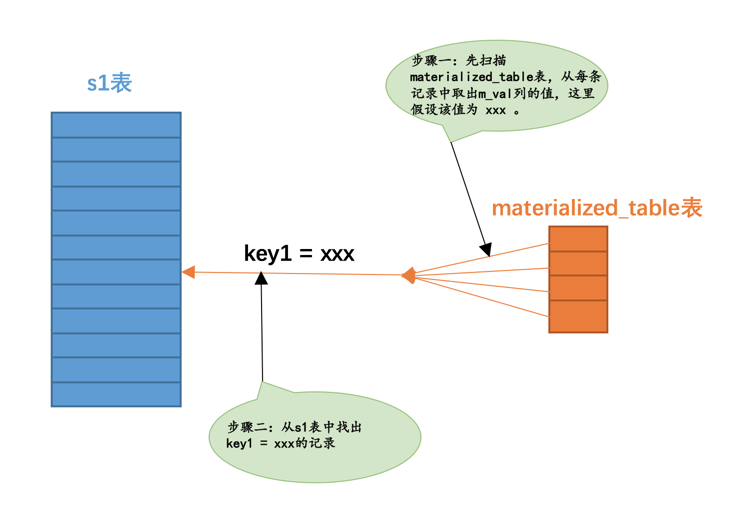 步骤一：先扫描
materialized_table表，从每条
记录中取出m_val列的值，这里
假设该值为 xxx 。
s1表
materialized_table表
key1 = xxx
步骤二：从s1表中找出
key1 = xxx的记录